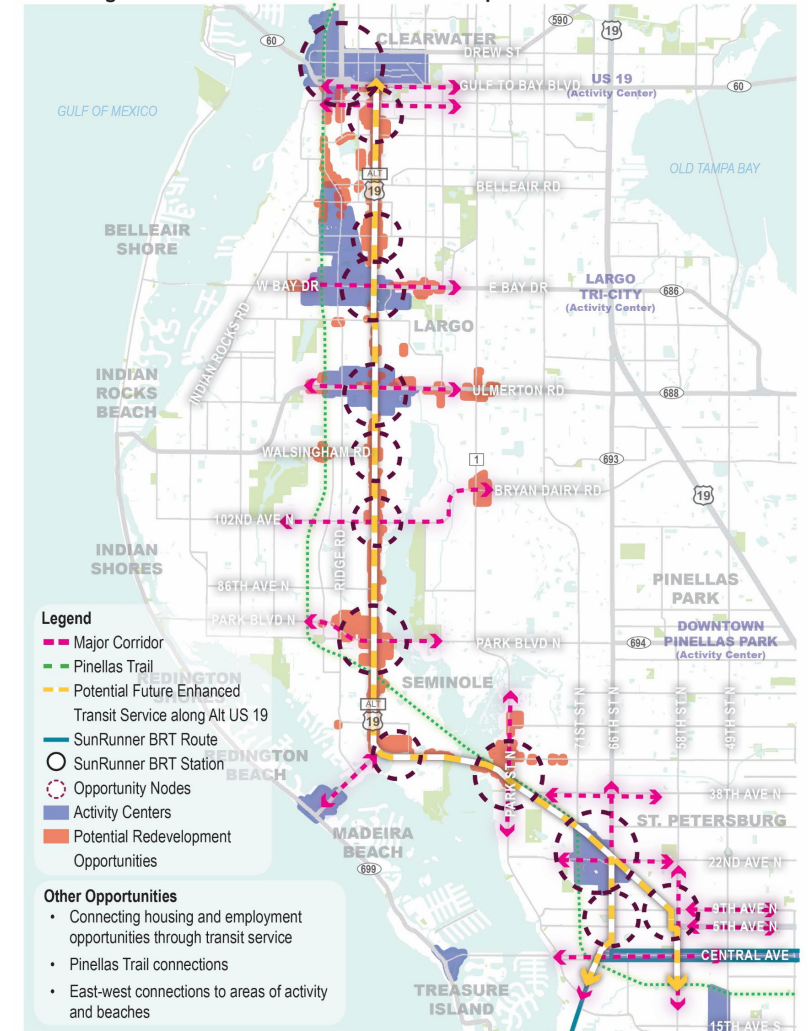 590
19
60
CLEARWATER
DREW ST
GULF TO BAY BLVD
US 19
(Activity Center)
60
GULF OF MEXICO
OLD TAMPA BAY
ALT
19
BELLEAIR RD
BELLEAIR
SHORE
W BAY DR
E BAY DR
LARGO
TRI-CITY
(Activity Center)
686
LARGO
INDIAN ROCKS RD
INDIAN
ROCKS
BEACH
ULMERTON RD
688
WALSINGHAM RD
1
693
BRYAN DAIRY RD
19
102ND AVE N
RIDGE RD
INDIAN
SHORES
86TH AVE N
PINELLAS
PARK
PARK BLVD N
PARK BLVD N
694
DOWNTOWN
PINELLAS PARK
(Activity Center)
Legend
Major Corridor
Pinellas Trail
Potential Future Enhanced
Transit Service along Alt US 19
SunRunner BRT Route
SunRunner BRT Station
Opportunity Nodes
Activity Centers
Potential Redevelopment
Opportunities
REDINGTON
SHORES
SEMINOLE
ALT
19
71ST ST N
66TH ST N
58TH ST N
49TH ST N
REDINGTON
BEACH
PARK ST N
38TH AVE N
MADEIRA
BEACH
ST. PETERSBURG
699
22ND AVE N
Other Opportunities
• Connecting housing and employment
opportunities through transit service
• Pinellas Trail connections
• East-west connections to areas of activity
and beaches
9TH AVE N
5TH AVE N
CENTRAL AVE
TREASURE
ISLAND
15TH AVE S